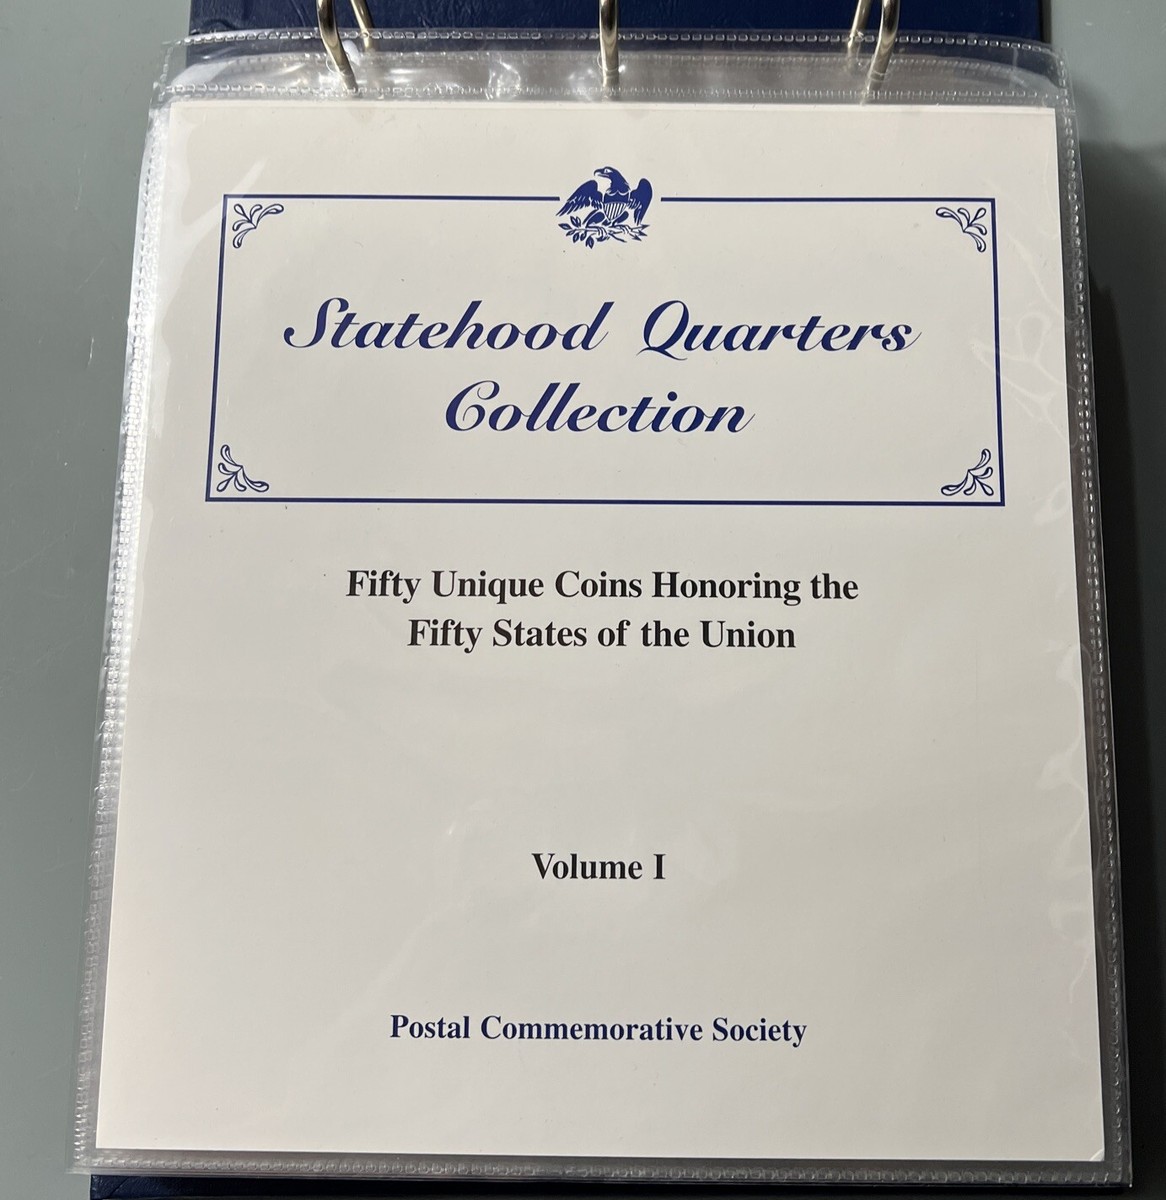 Statehood Quarters
Collection
Fifty Unique Coins Honoring the
Fifty States of the Union
Volume I
Postal Commemorative Society